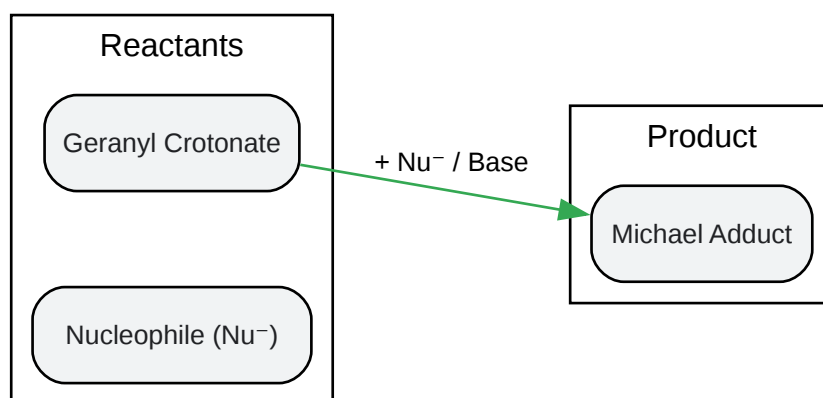 Reactants
Geranyl Crotonate
Nucleophile (Nu⁻)
+ Nu⁻ / Base
Product
Michael Adduct